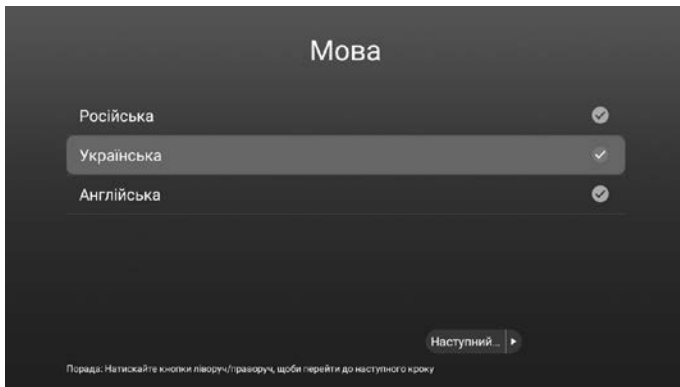 Мова
Російська
Українська
Англійська
Наступний...
Порада: Натискайте кнопки ліворуч/праворуч, щоби перейти до наступного кроку